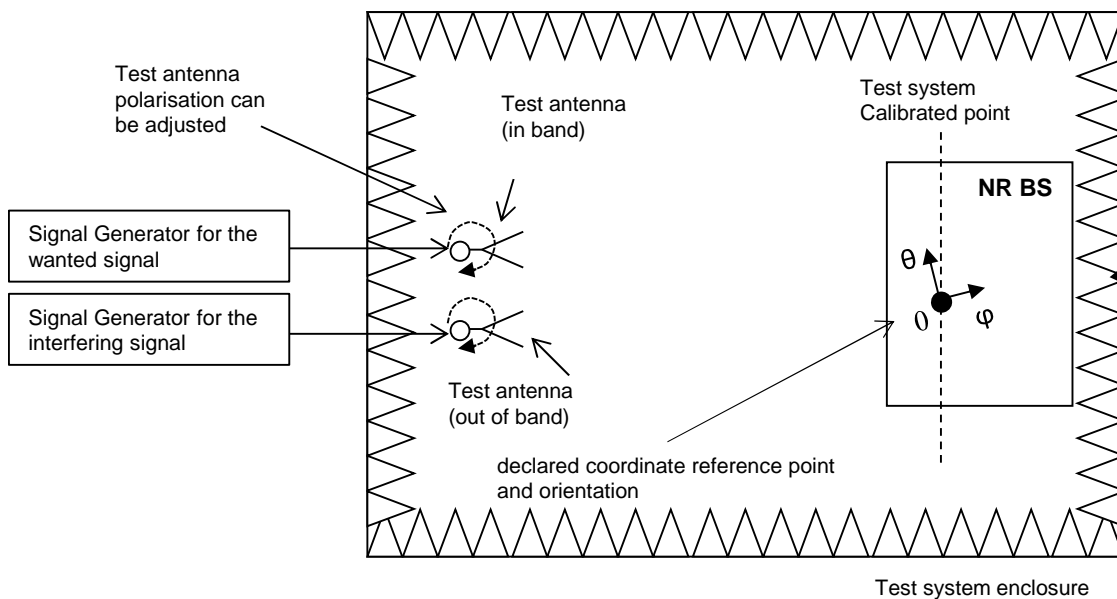 Test antenna
polarisation can
be adjusted
Test antenna
(in band)
Test system
Calibrated point
NR BS
Signal Generator for the
wanted signal
Signal Generator for the
interfering signal
θ
0
φ
Test antenna
(out of band)
declared coordinate reference point
and orientation
Test system enclosure